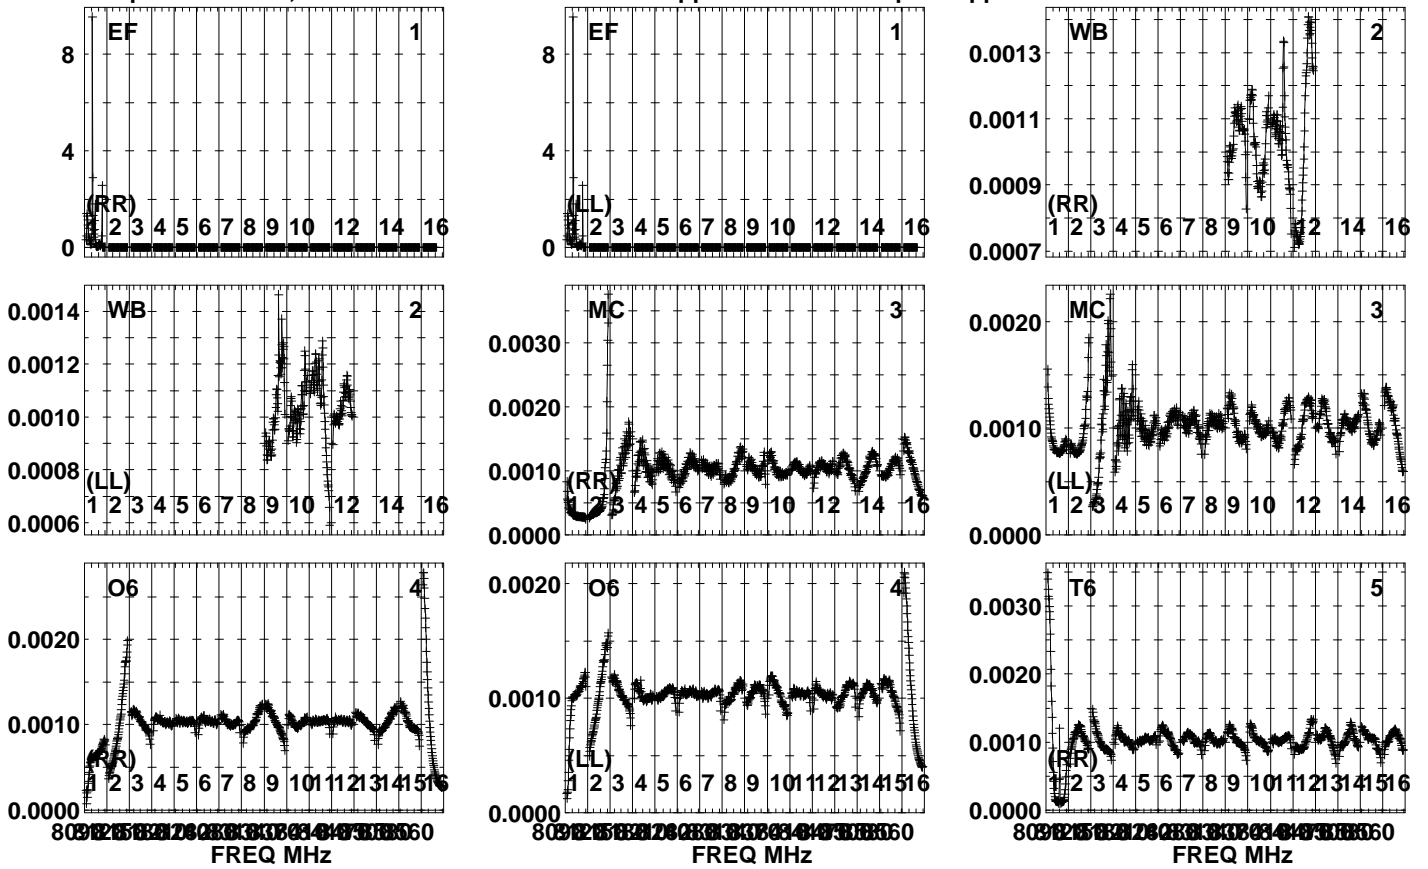 EF 1
8
4
0
(RR)
2 3 4 5 6 7 8 9 10 12 14 16
EF 1
8
4
0
(LL)
2 3 4 5 6 7 8 9 10 12 14 16
WB 2
0.0013
0.0011
0.0009
0.0007
(RR)
1 2 3 4 5 6 7 8 9 10 12 14 16
WB 2
0.0014
0.0012
0.0010
0.0008
0.0006
(LL)
1 2 3 4 5 6 7 8 9 10 12 14 16
MC 3
0.0030
0.0020
0.0010
0.0000
(RR)
1 2 3 4 5 6 7 8 9 10 12 14 16
MC 3
0.0020
0.0010
0.0000
(LL)
1 2 3 4 5 6 7 8 9 10 12 14 16
O6 4
0.0020
0.0010
0.0000
(RR)
1 2 3 4 5 6 7 8 9 10 11 12 13 14 15 16
O6 4
0.0020
0.0010
0.0000
(LL)
1 2 3 4 5 6 7 8 9 10 11 12 13 14 15 16
T6 5
0.0030
0.0020
0.0010
0.0000
(RR)
1 2 3 4 5 6 7 8 9 10 11 12 13 14 15 16
FREQ MHz
FREQ MHz
FREQ MHz